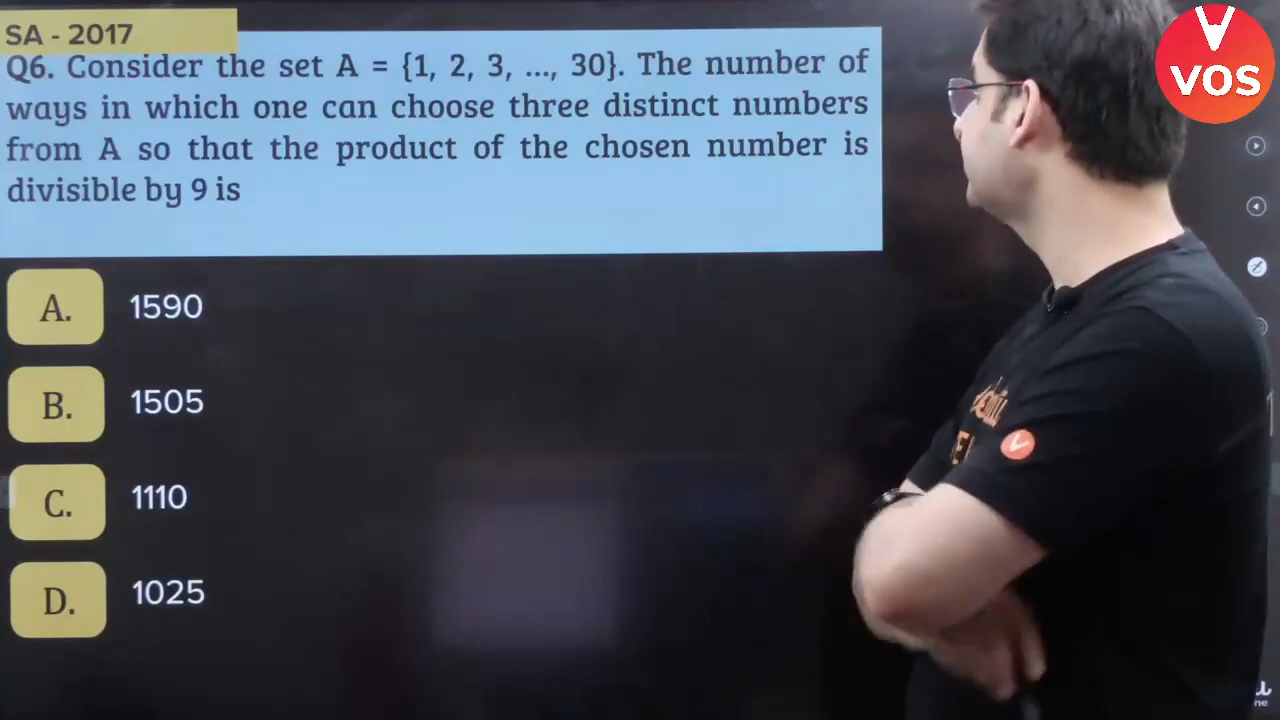 SA - 2017
Q6. Consider the set A = {1, 2, 3, ..., 30}. The number of
ways in which one can choose three distinct numbers
from A so that the product of the chosen number is
divisible by 9 is
A. 1590
B. 1505
C. 1110
D. 1025
VOS